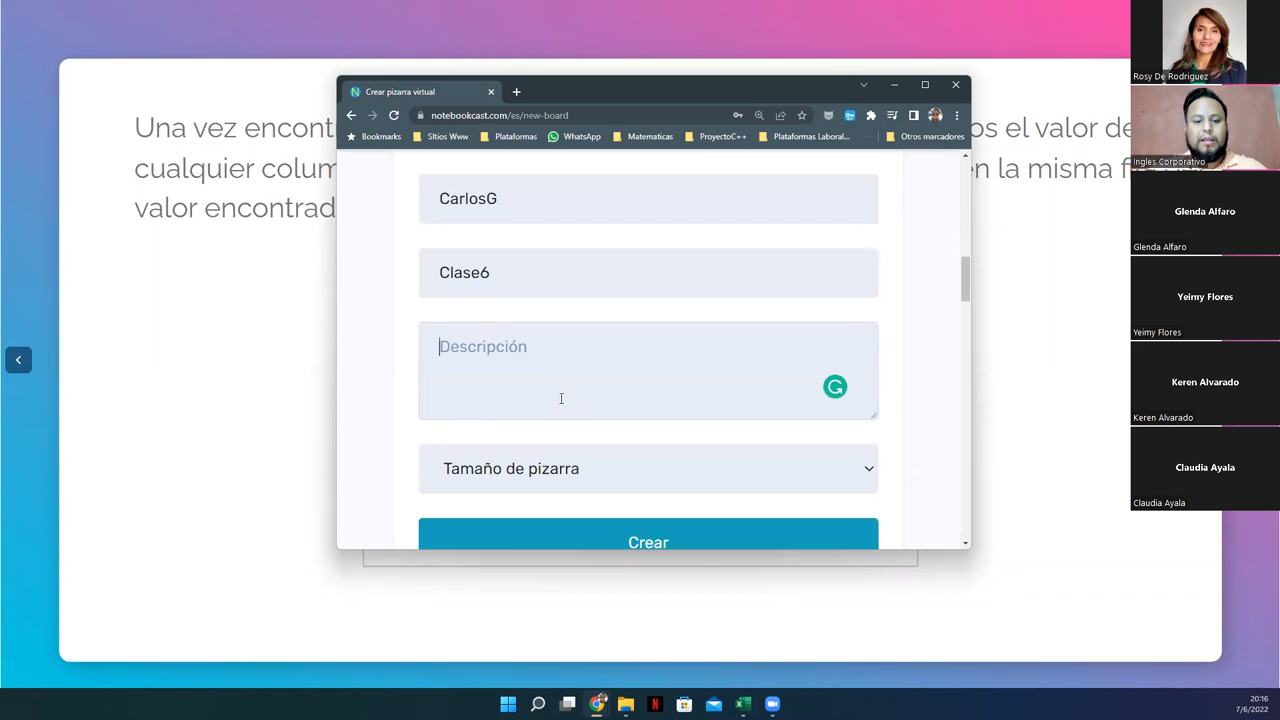 Una vez encont
os el valor de
cualquier colum
en la misma f
valor encontrad
Crear pizarra virtual
notebookcast.com/es/new-board
Bookmarks
Sitios Www
Plataformas
WhatsApp
Matematicas
ProyectoC++
Plataformas Laboral...
Otros marcadores
CarlosG
Clase6
Descripción
Tamaño de pizarra
Crear
Rosy De Rodriguez
Ingles Corporativo
Glenda Alfaro
Glenda Alfaro
Yeimy Flores
Yeimy Flores
Keren Alvarado
Keren Alvarado
Claudia Ayala
Claudia Ayala
20:16
7/6/2022